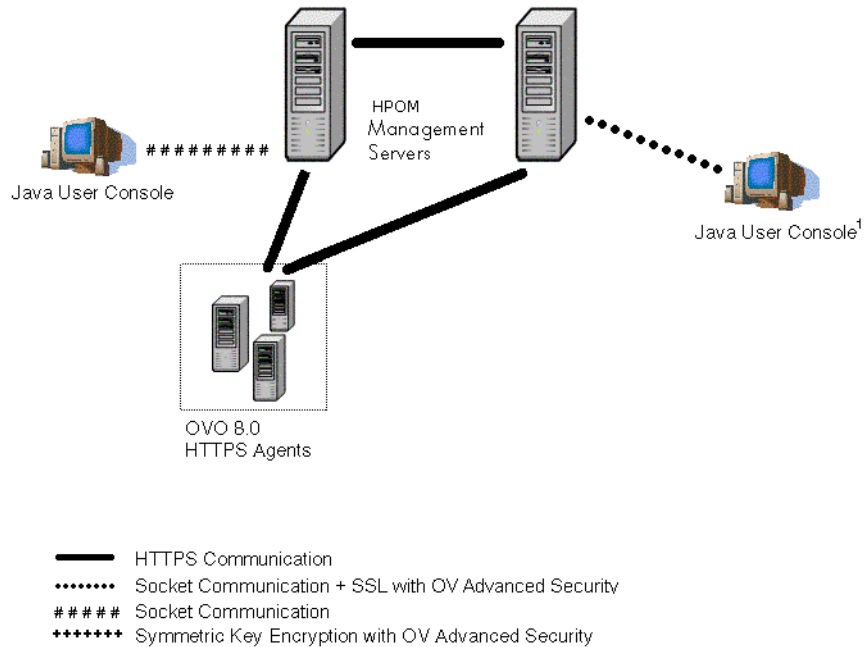 HPOM
Management
Servers
#########
Java User Console
Java User Console†
OVO 8.0
HTTPS Agents
HTTPS Communication
Socket Communication + SSL with OV Advanced Security
##### Socket Communication
+++++++ Symmetric Key Encryption with OV Advanced Security